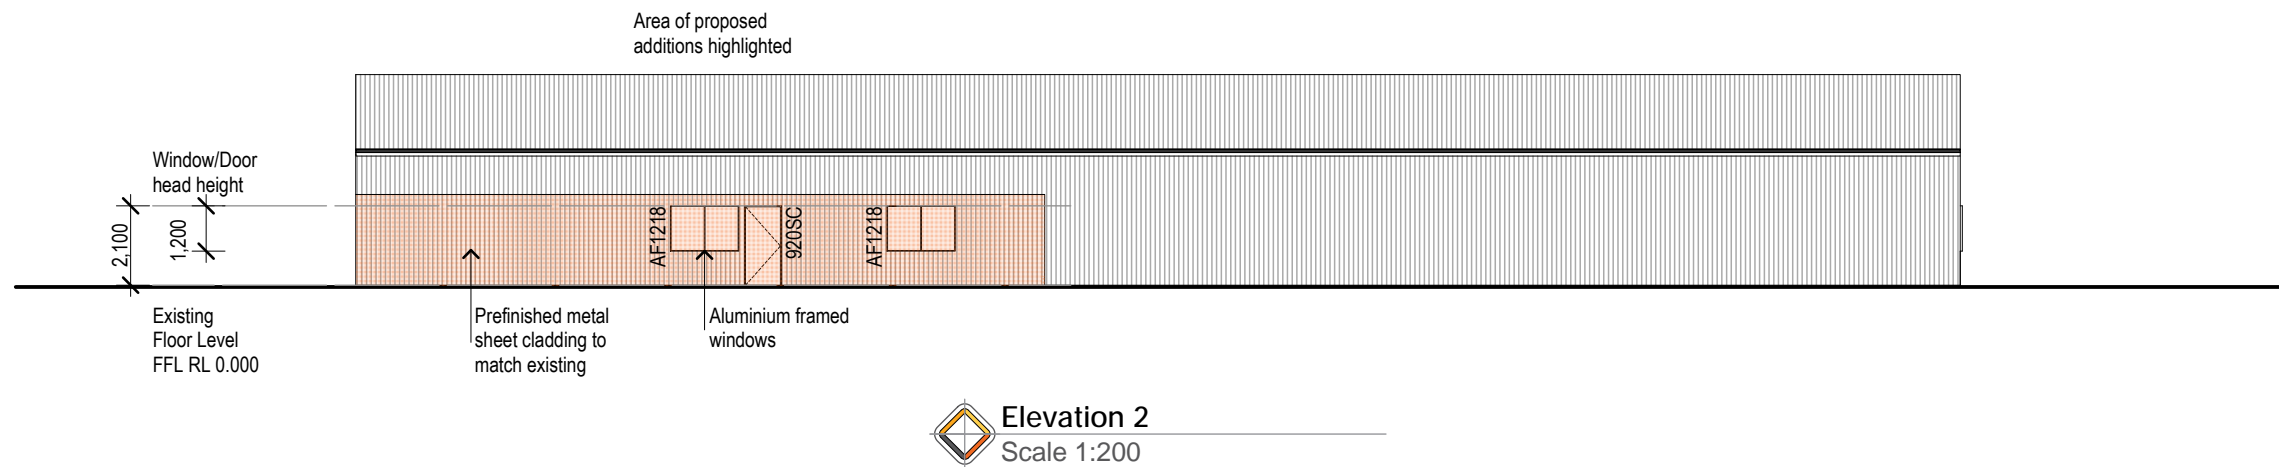 Area of proposed
additions highlighted
Window/Door
head height
2,100
1,200
AF1218
920SC
AF1218
Existing
Floor Level
FFL RL 0.000
Prefinished metal
sheet cladding to
match existing
Aluminium framed
windows
Elevation 2
Scale 1:200